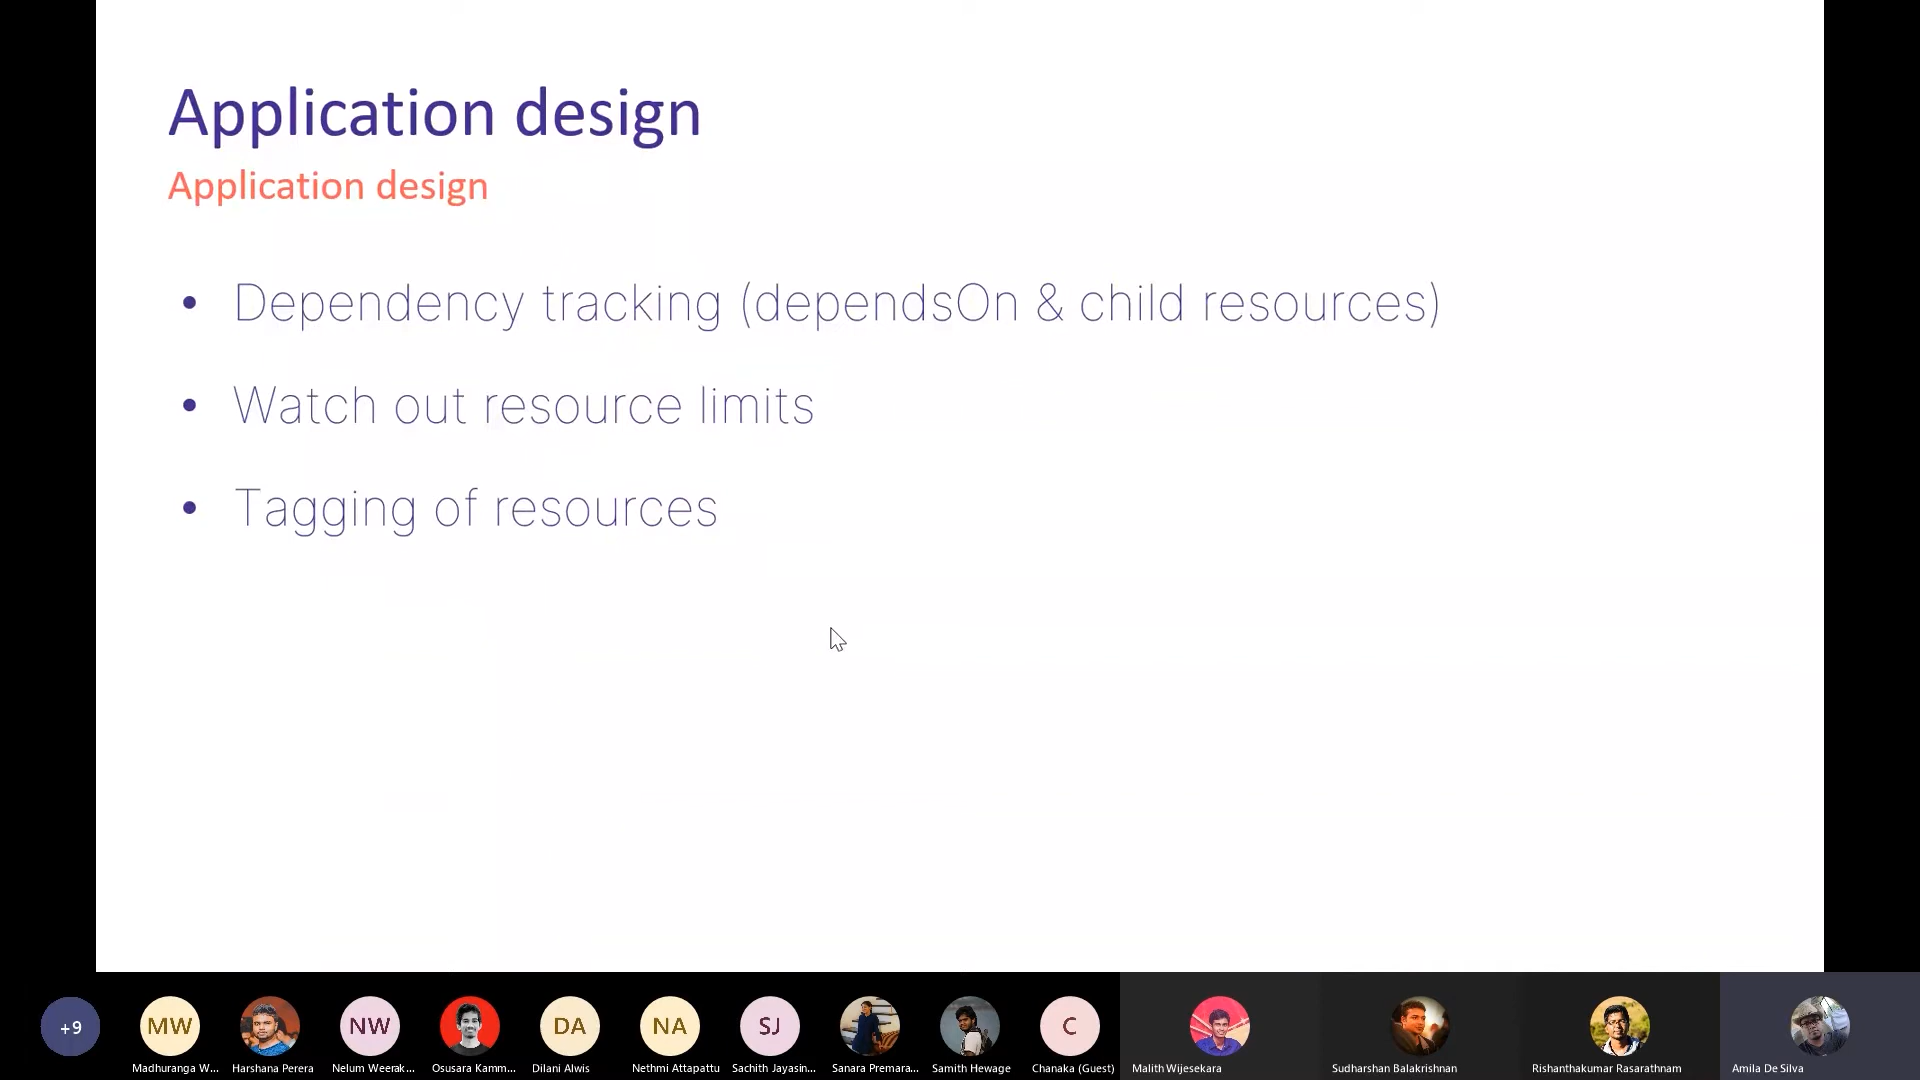 Application design
Application design
• Dependency tracking (dependsOn & child resources)
• Watch out resource limits
• Tagging of resources
+9
MW
NW
DA
NA
SJ
C
Madhuranga W...
Harshana Perera
Nelum Weerak...
Osusara Kamm...
Dilani Alwis
Nethmi Attapattu
Sachith Jayasin...
Sanara Premara...
Samith Hewage
Chanaka (Guest)
Malith Wijesekara
Sudharshan Balakrishnan
Rishanthakumar Rasarathnam
Amila De Silva